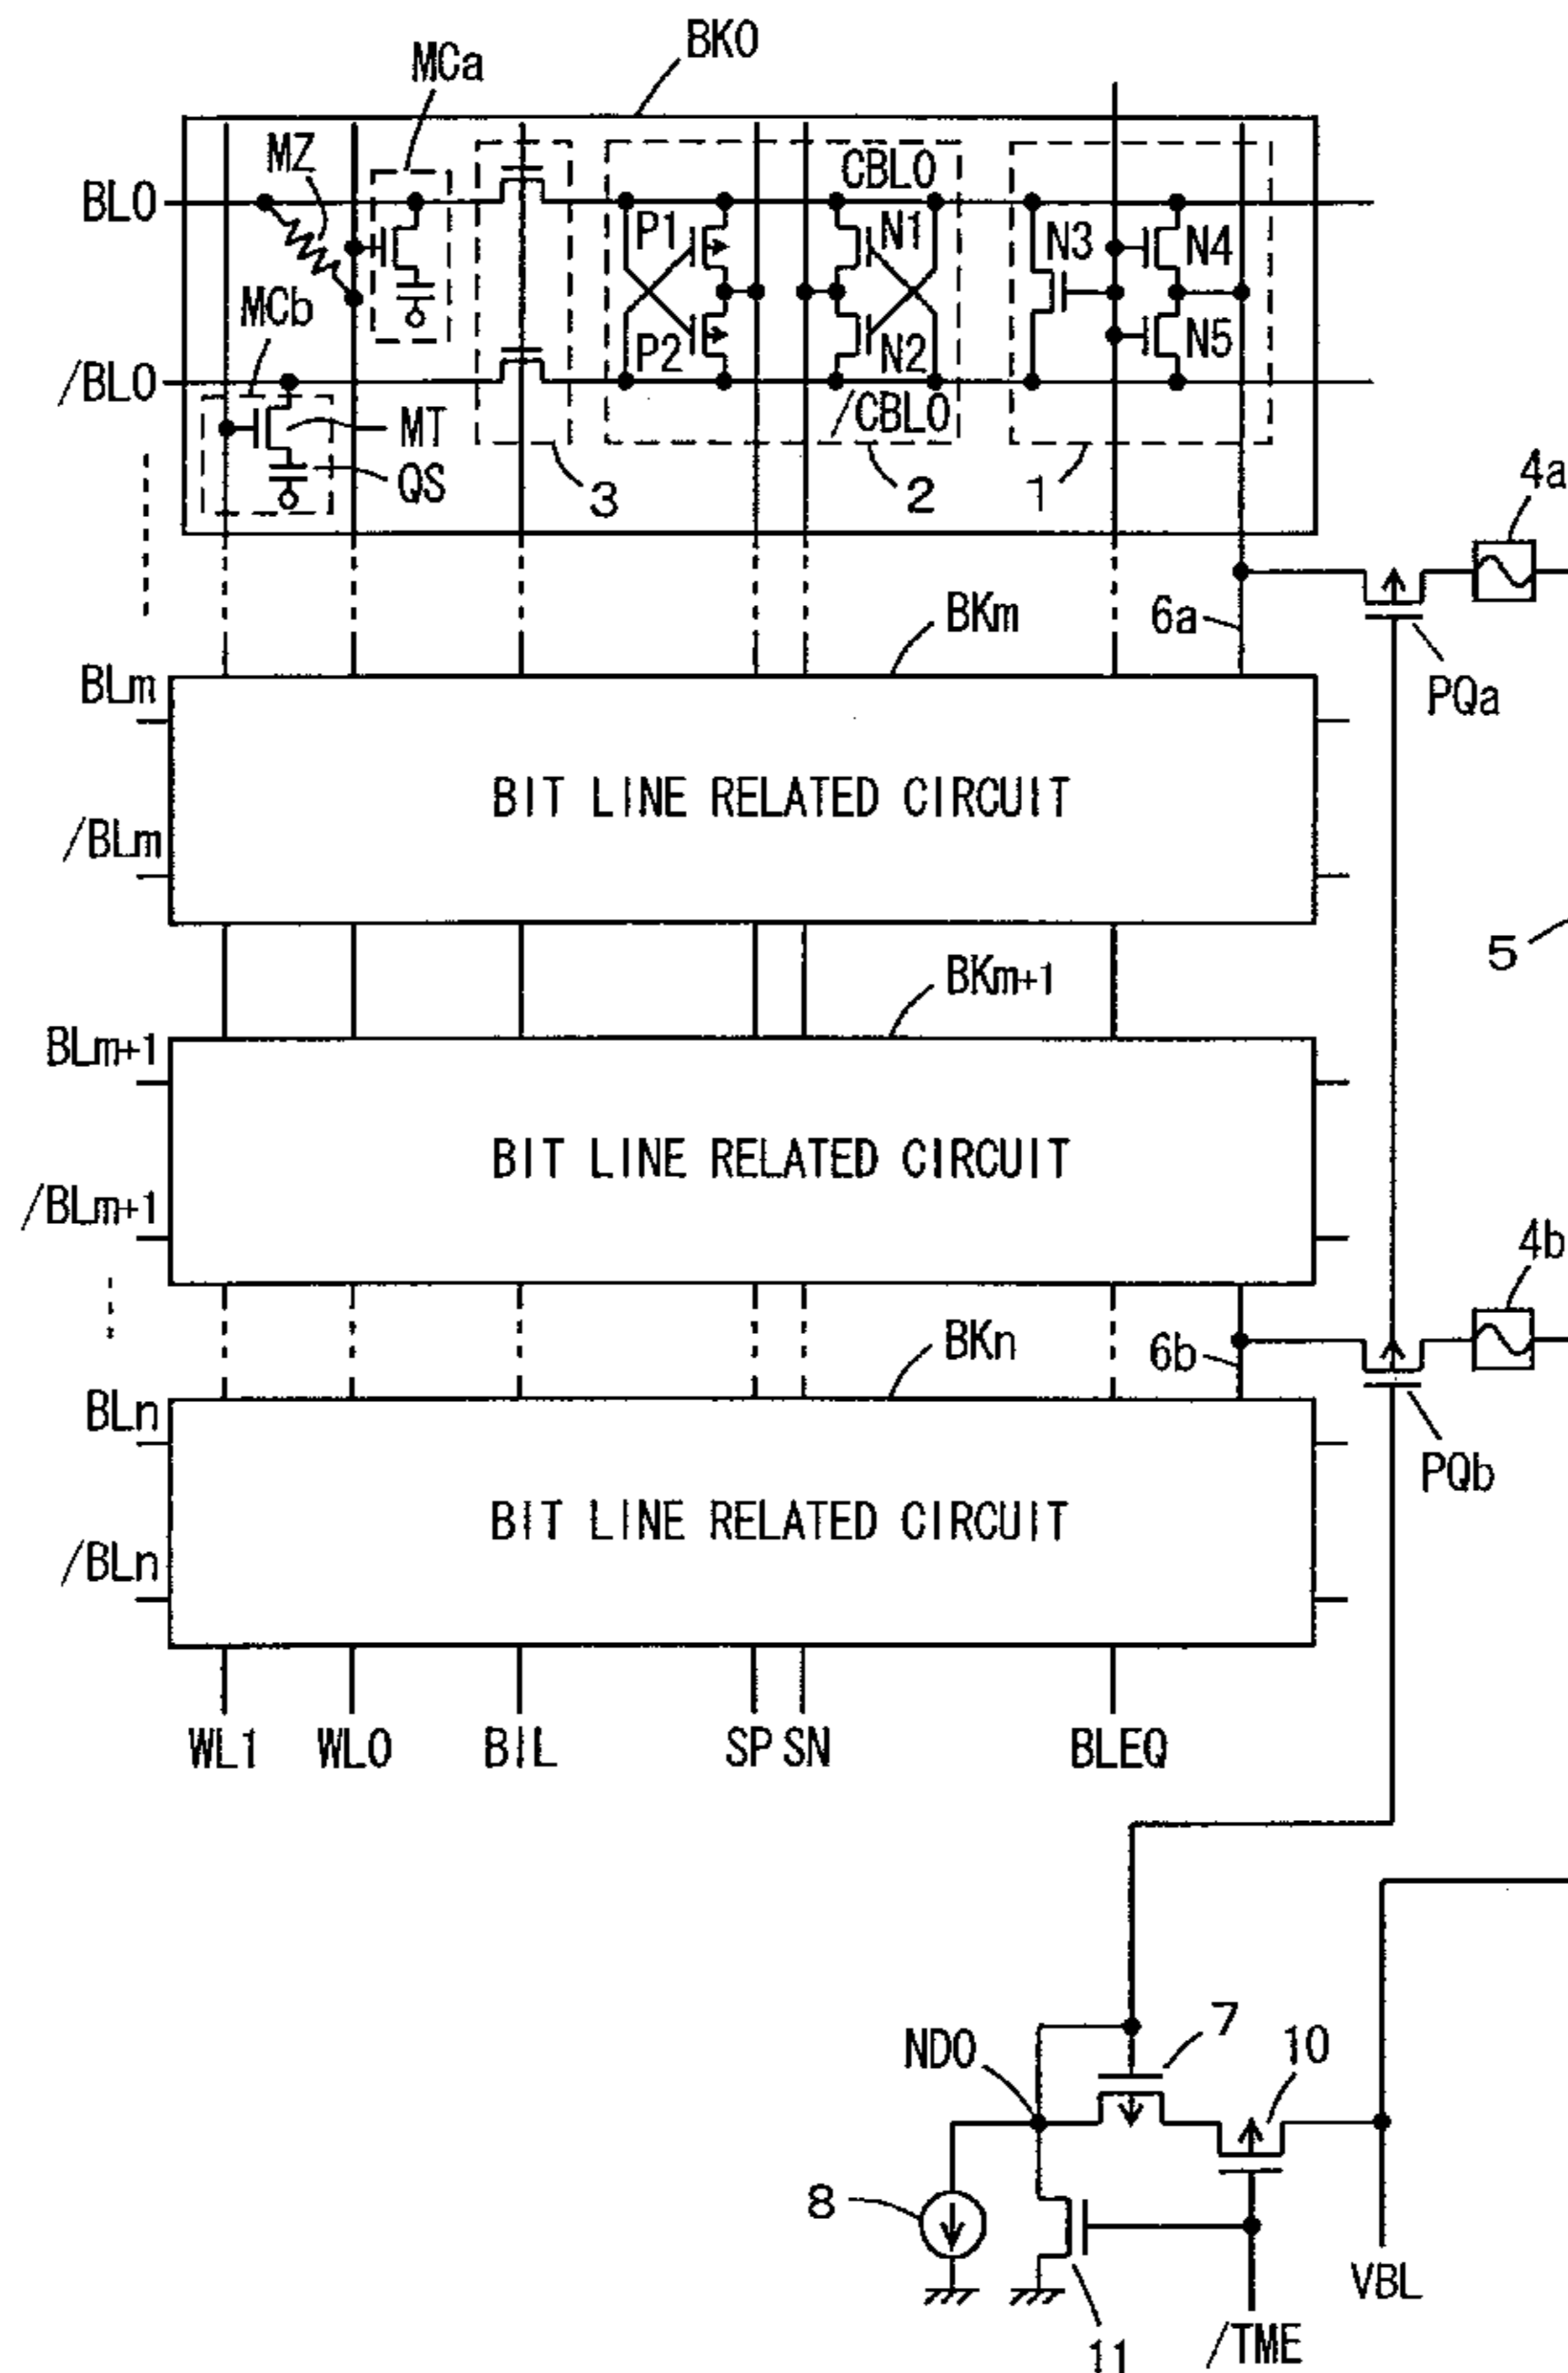 BK0
MCa
MZ
BL0
CBL0
P1
N1
N3
N4
MCb
P2
N2
N5
/BL0
/CBL0
MT
QS
3
2
1
4a
BKm
6a
BLm
PQa
BIT LINE RELATED CIRCUIT
/BLm
5
BKm+1
BLm+1
BIT LINE RELATED CIRCUIT
/BLm+1
4b
BKn
6b
BLn
PQb
BIT LINE RELATED CIRCUIT
/BLn
WL1
WL0
BIL
SP
SN
BLEQ
7
ND0
10
8
VBL
11
/TME